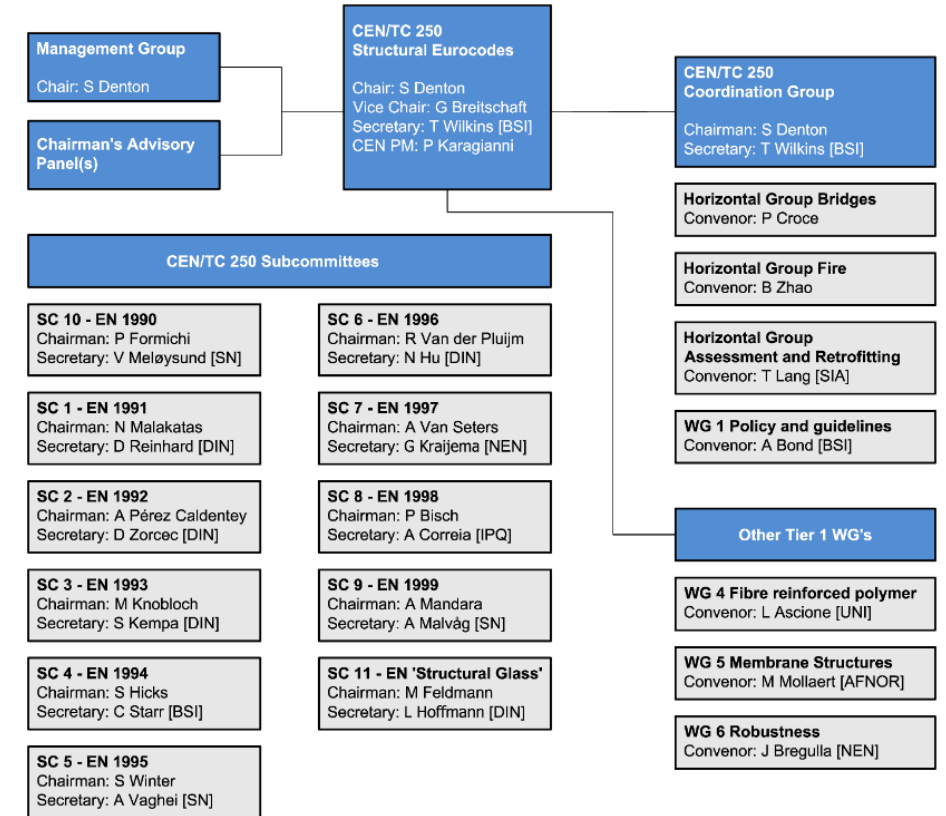 Management Group
Chair: S Denton
Chairman's Advisory
Panel(s)
CEN/TC 250
Structural Eurocodes
Chair: S Denton
Vice Chair: G Breitschaft
Secretary: T Wilkins [BSI]
CEN PM: P Karagianni
CEN/TC 250
Coordination Group
Chairman: S Denton
Secretary: T Wilkins [BSI]
Horizontal Group Bridges
Convenor: P Croce
Horizontal Group Fire
Convenor: B Zhao
Horizontal Group
Assessment and Retrofitting
Convenor: T Lang [SIA]
WG 1 Policy and guidelines
Convenor: A Bond [BSI]
CEN/TC 250 Subcommittees
SC 10 - EN 1990
Chairman: P Formichi
Secretary: V Meløysund [SN]
SC 1 - EN 1991
Chairman: N Malakatas
Secretary: D Reinhard [DIN]
SC 2 - EN 1992
Chairman: A Pérez Caldentey
Secretary: D Zorcec [DIN]
SC 3 - EN 1993
Chairman: M Knobloch
Secretary: S Kempa [DIN]
SC 4 - EN 1994
Chairman: S Hicks
Secretary: C Starr [BSI]
SC 5 - EN 1995
Chairman: S Winter
Secretary: A Vaghei [SN]
SC 6 - EN 1996
Chairman: R Van der Pluijm
Secretary: N Hu [DIN]
SC 7 - EN 1997
Chairman: A Van Seters
Secretary: G Kraijema [NEN]
SC 8 - EN 1998
Chairman: P Bisch
Secretary: A Correia [IPQ]
SC 9 - EN 1999
Chairman: A Mandara
Secretary: A Malvåg [SN]
SC 11 - EN 'Structural Glass'
Chairman: M Feldmann
Secretary: L Hoffmann [DIN]
Other Tier 1 WG's
WG 4 Fibre reinforced polymer
Convenor: L Ascione [UNI]
WG 5 Membrane Structures
Convenor: M Mollaert [AFNOR]
WG 6 Robustness
Convenor: J Bregulla [NEN]